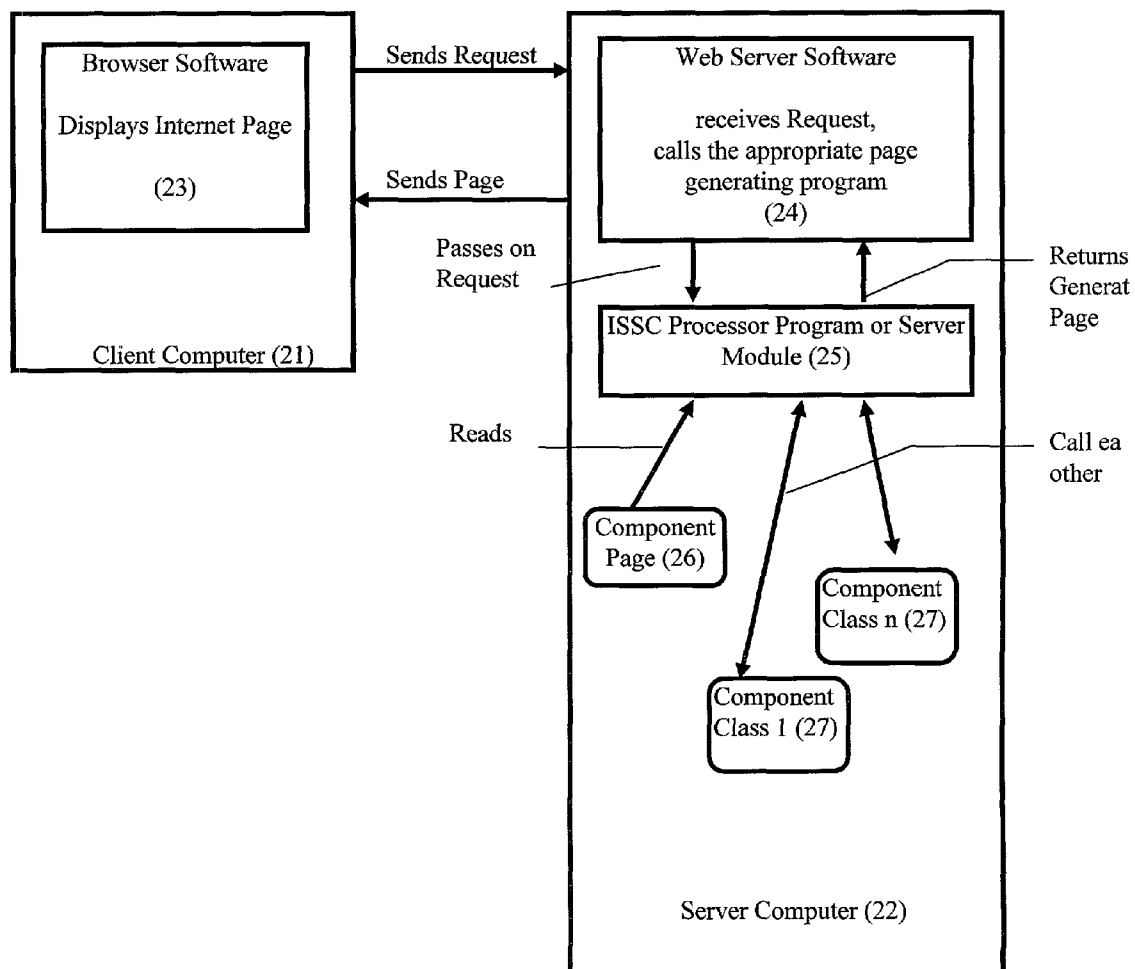 Browser Software
Displays Internet Page
(23)
Client Computer (21)
Sends Request
Sends Page
Web Server Software
receives Request,
calls the appropriate page
generating program
(24)
Passes on
Request
Returns
Generat
Page
ISSC Processor Program or Server
Module (25)
Reads
Call ea
other
Component
Page (26)
Component
Class n (27)
Component
Class 1 (27)
Server Computer (22)